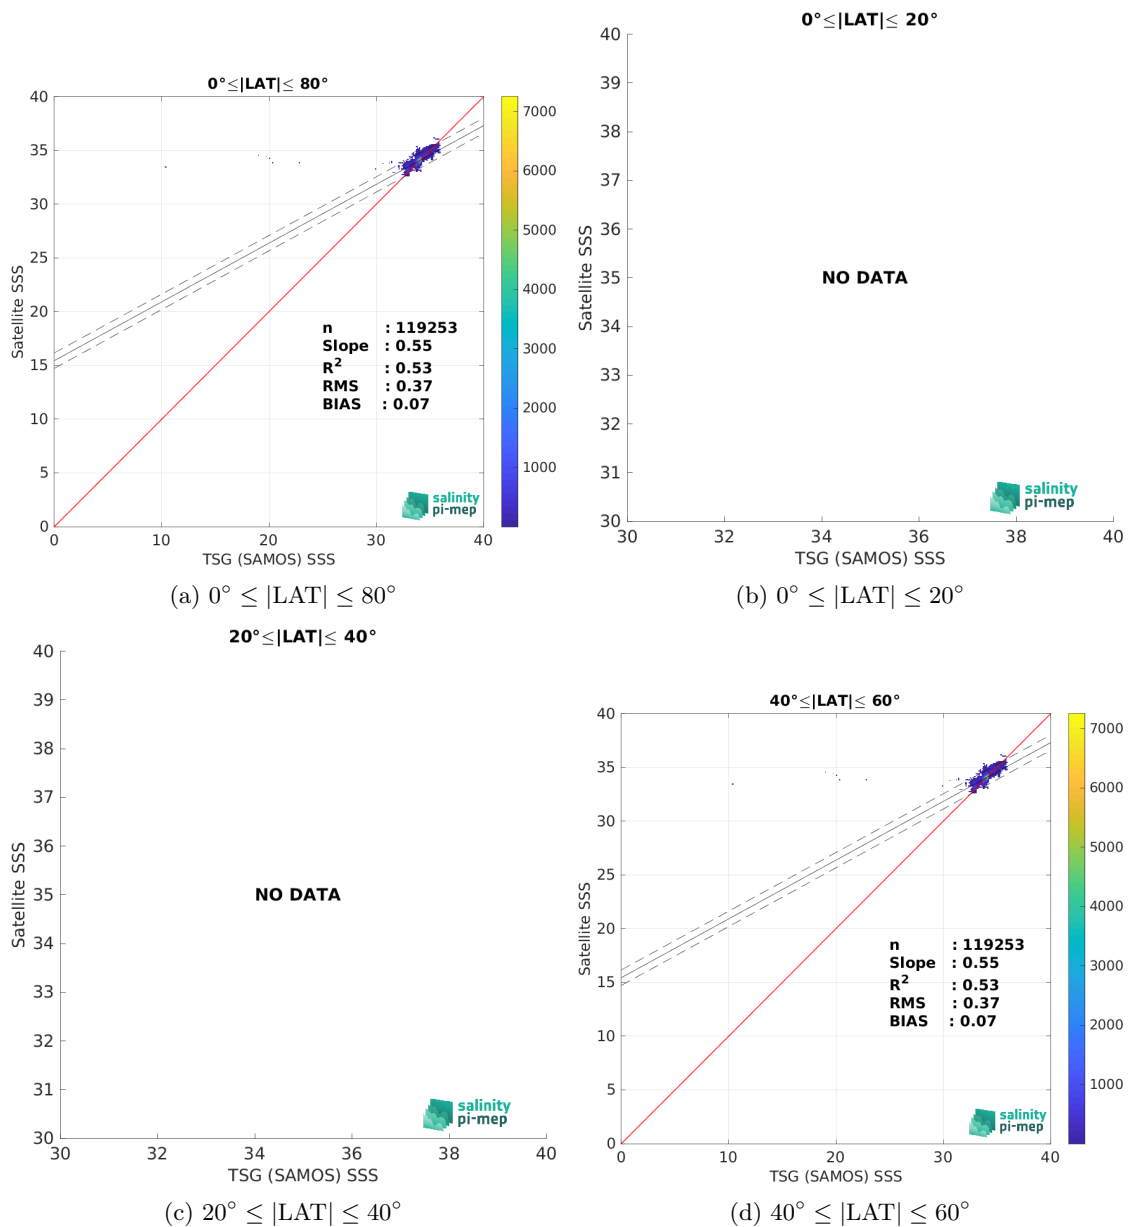 0°≤|LAT|≤ 80°
Satellite SSS
40
35
30
25
20
15
10
5
0
0 10 20 30 40
TSG (SAMOS) SSS
n : 119253
Slope : 0.55
R² : 0.53
RMS : 0.37
BIAS : 0.07
7000
6000
5000
4000
3000
2000
1000
salinity
pi-mep
(a) 0° ≤ |LAT| ≤ 80°
0°≤|LAT|≤ 20°
Satellite SSS
40
39
38
37
36
35
34
33
32
31
30
30 32 34 36 38 40
TSG (SAMOS) SSS
NO DATA
salinity
pi-mep
(b) 0° ≤ |LAT| ≤ 20°
20°≤|LAT|≤ 40°
Satellite SSS
40
39
38
37
36
35
34
33
32
31
30
30 32 34 36 38 40
TSG (SAMOS) SSS
NO DATA
salinity
pi-mep
(c) 20° ≤ |LAT| ≤ 40°
40°≤|LAT|≤ 60°
Satellite SSS
40
35
30
25
20
15
10
5
0
0 10 20 30 40
TSG (SAMOS) SSS
n : 119253
Slope : 0.55
R² : 0.53
RMS : 0.37
BIAS : 0.07
7000
6000
5000
4000
3000
2000
1000
salinity
pi-mep
(d) 40° ≤ |LAT| ≤ 60°